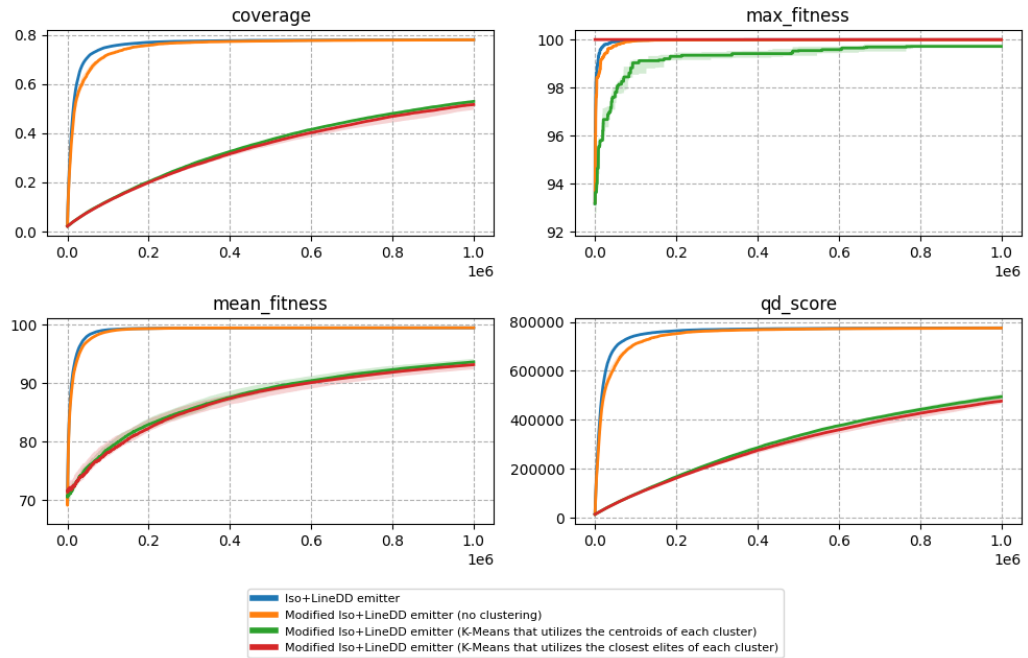 coverage
0.8
0.6
0.4
0.2
0.0
0.0 0.2 0.4 0.6 0.8 1.0
1e6
max_fitness
100
98
96
94
92
0.0 0.2 0.4 0.6 0.8 1.0
1e6
mean_fitness
100
90
80
70
0.0 0.2 0.4 0.6 0.8 1.0
1e6
qd_score
800000
600000
400000
200000
0
0.0 0.2 0.4 0.6 0.8 1.0
1e6
Iso+LineDD emitter
Modified Iso+LineDD emitter (no clustering)
Modified Iso+LineDD emitter (K-Means that utilizes the centroids of each cluster)
Modified Iso+LineDD emitter (K-Means that utilizes the closest elites of each cluster)